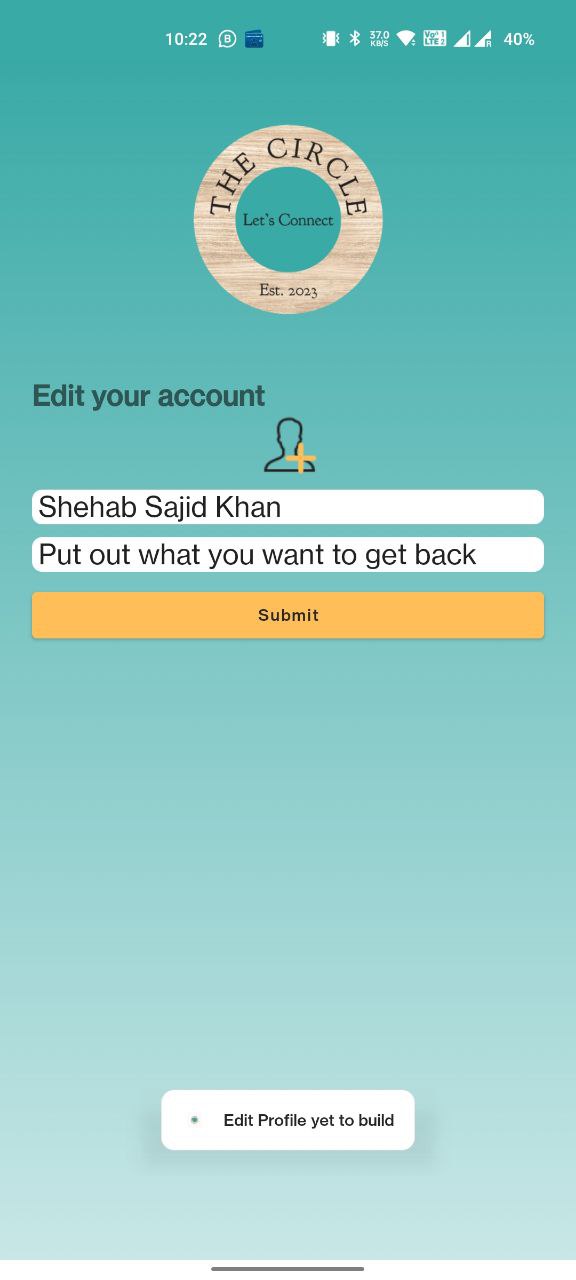 10:22
B
37.0
KB/S
40%
THE CIRCLE
Let's Connect
Est. 2023
Edit your account
Shehab Sajid Khan
Put out what you want to get back
Submit
Edit Profile yet to build